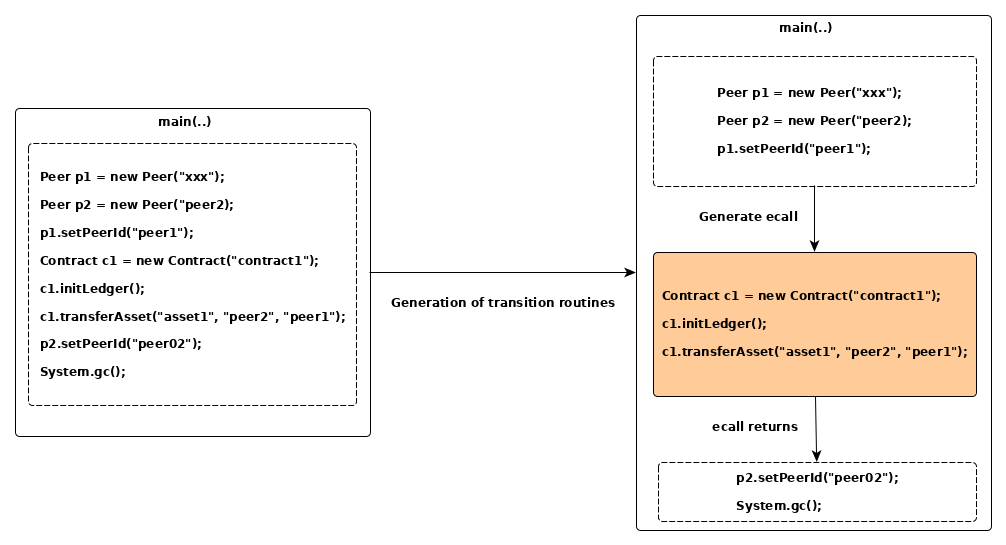 main(..)
Peer p1 = new Peer("xxx");
Peer p2 = new Peer("peer2);
p1.setPeerId("peer1");
Contract c1 = new Contract("contract1");
c1.initLedger();
c1.transferAsset("asset1", "peer2", "peer1");
p2.setPeerId("peer02");
System.gc();
Generation of transition routines
main(..)
Peer p1 = new Peer("xxx");
Peer p2 = new Peer("peer2);
p1.setPeerId("peer1");
Generate ecall
Contract c1 = new Contract("contract1");
c1.initLedger();
c1.transferAsset("asset1", "peer2", "peer1");
ecall returns
p2.setPeerId("peer02");
System.gc();